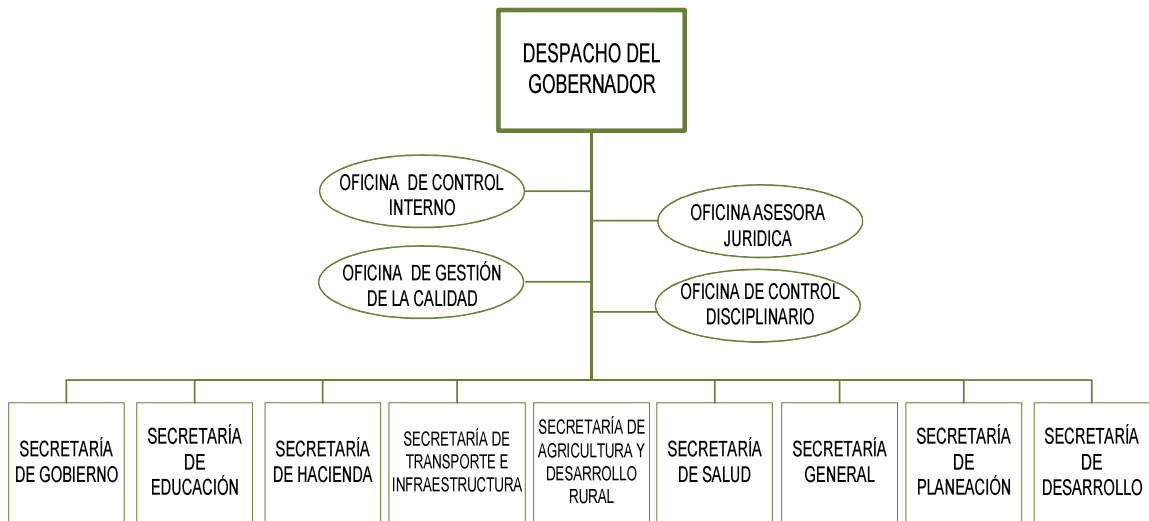 DESPACHO DEL
GOBERNADOR
OFICINA DE CONTROL
INTERNO
OFICINA ASESORA
JURIDICA
OFICINA DE GESTIÓN
DE LA CALIDAD
OFICINA DE CONTROL
DISCIPLINARIO
SECRETARÍA
DE GOBIERNO
SECRETARÍA
DE
EDUCACIÓN
SECRETARÍA
DE HACIENDA
SECRETARÍA DE
TRANSPORTE E
INFRAESTRUCTURA
SECRETARÍA DE
AGRICULTURA Y
DESARROLLO
RURAL
SECRETARÍA
DE SALUD
SECRETARÍA
GENERAL
SECRETARÍA
DE
PLANEACIÓN
SECRETARÍA
DE
DESARROLLO